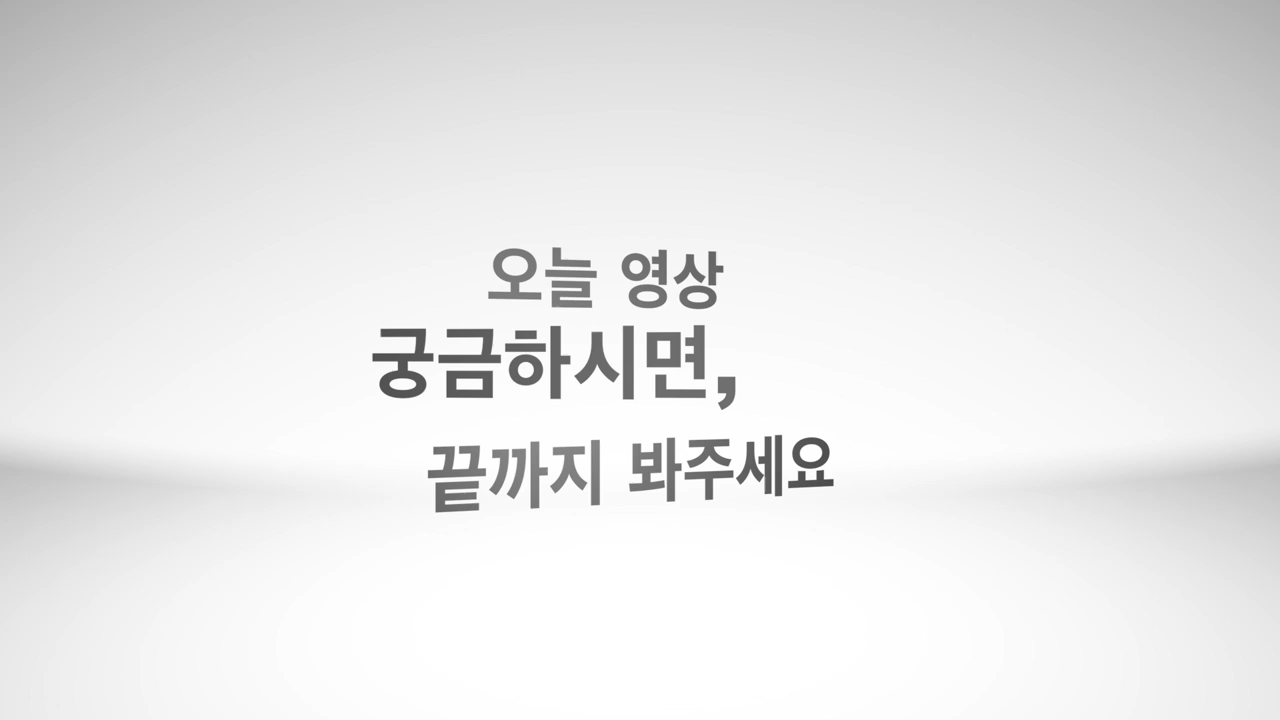 오늘 영상
궁금하시면,
끝까지 봐주세요